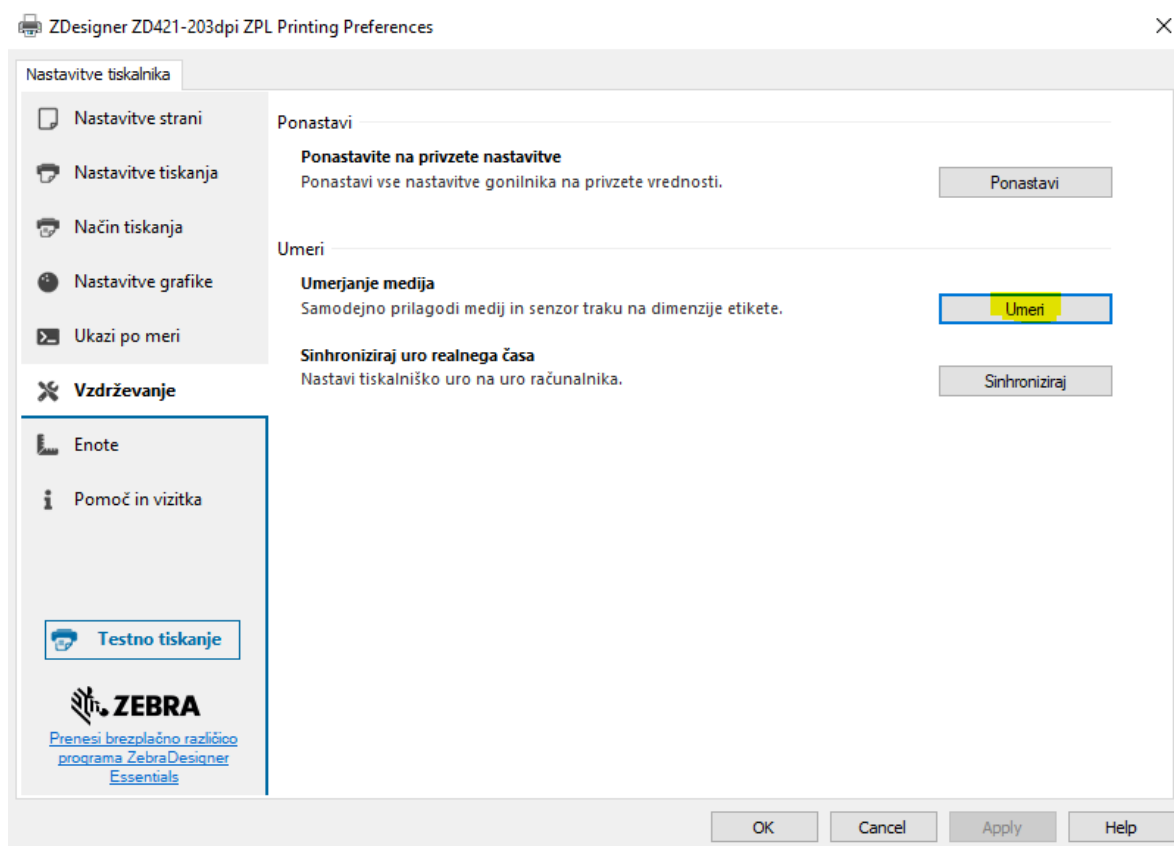 ZDesigner ZD421-203dpi ZPL Printing Preferences
Nastavitve tiskalnika
Nastavitve strani
Nastavitve tiskanja
Način tiskanja
Nastavitve grafike
Ukazi po meri
Vzdrževanje
Enote
Pomoč in vizitka
Testno tiskanje
ZEBRA
Prenesi brezplačno različico
programa ZebraDesigner
Essentials
Ponastavi
Ponastavite na privzete nastavitve
Ponastavi vse nastavitve gonilnika na privzete vrednosti.
Ponastavi
Umeri
Umerjanje medija
Samodejno prilagodi medij in senzor traku na dimenzije etikete.
Umeri
Sinhroniziraj uro realnega časa
Nastavi tiskalniško uro na uro računalnika.
Sinhroniziraj
OK
Cancel
Apply
Help